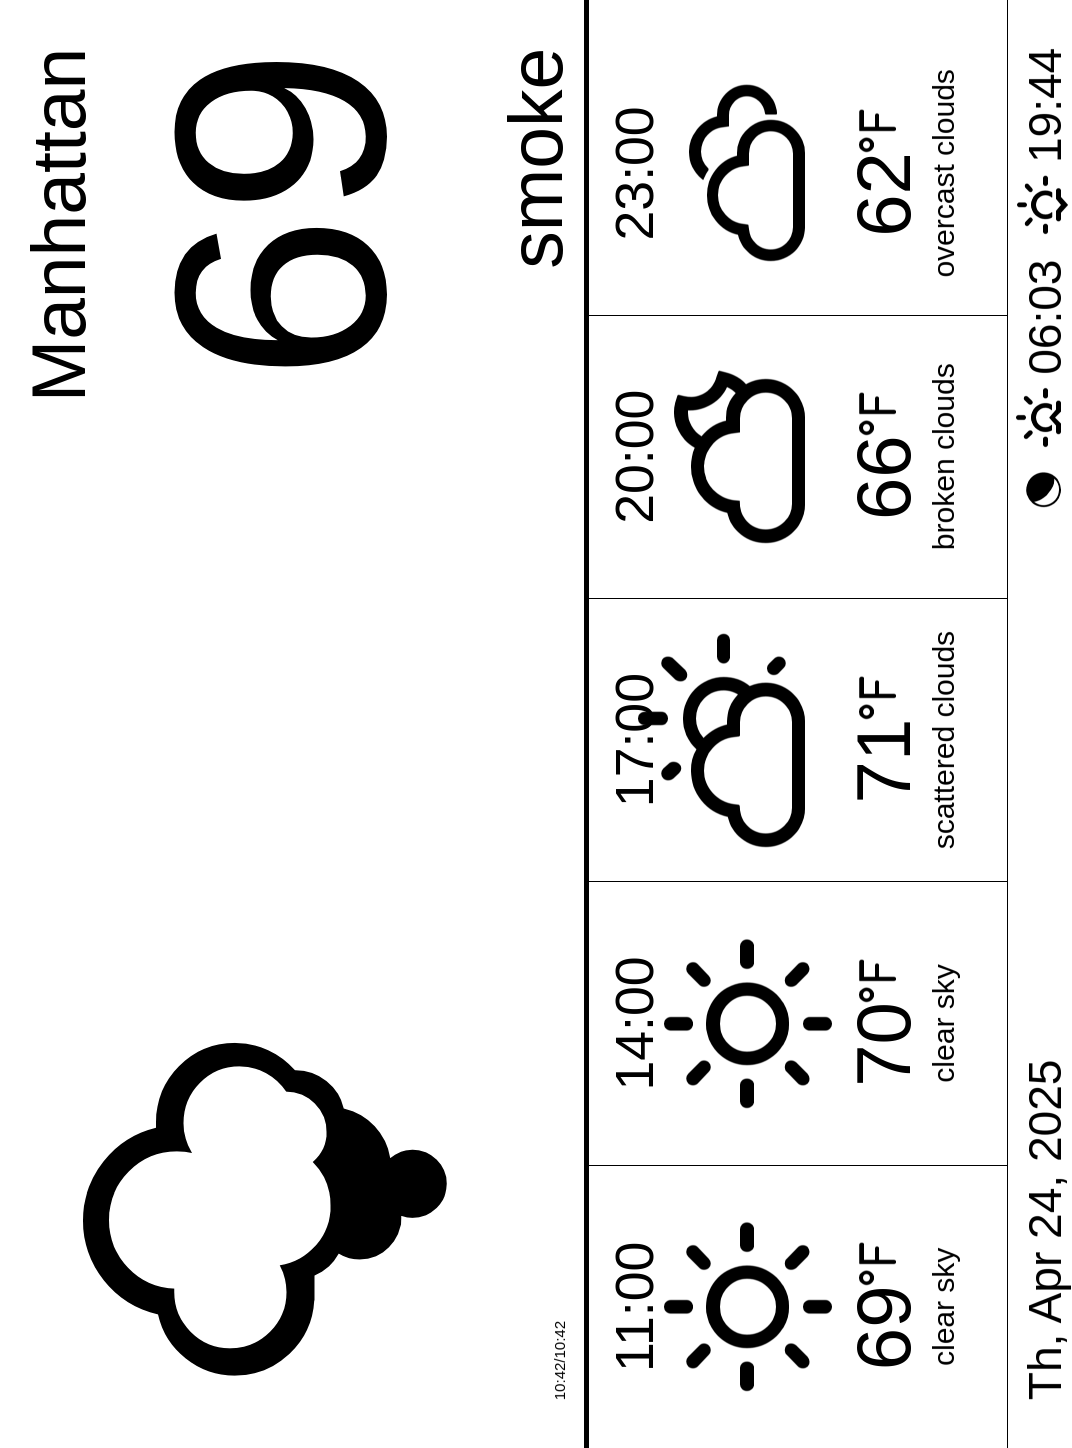 Manhattan
69
10:42/10:42
smoke
11:00 14:00 17:00 20:00 23:00
69°F 70°F 71°F 66°F 62°F
clear sky clear sky scattered clouds broken clouds overcast clouds
Th, Apr 24, 2025 06:03 19:44